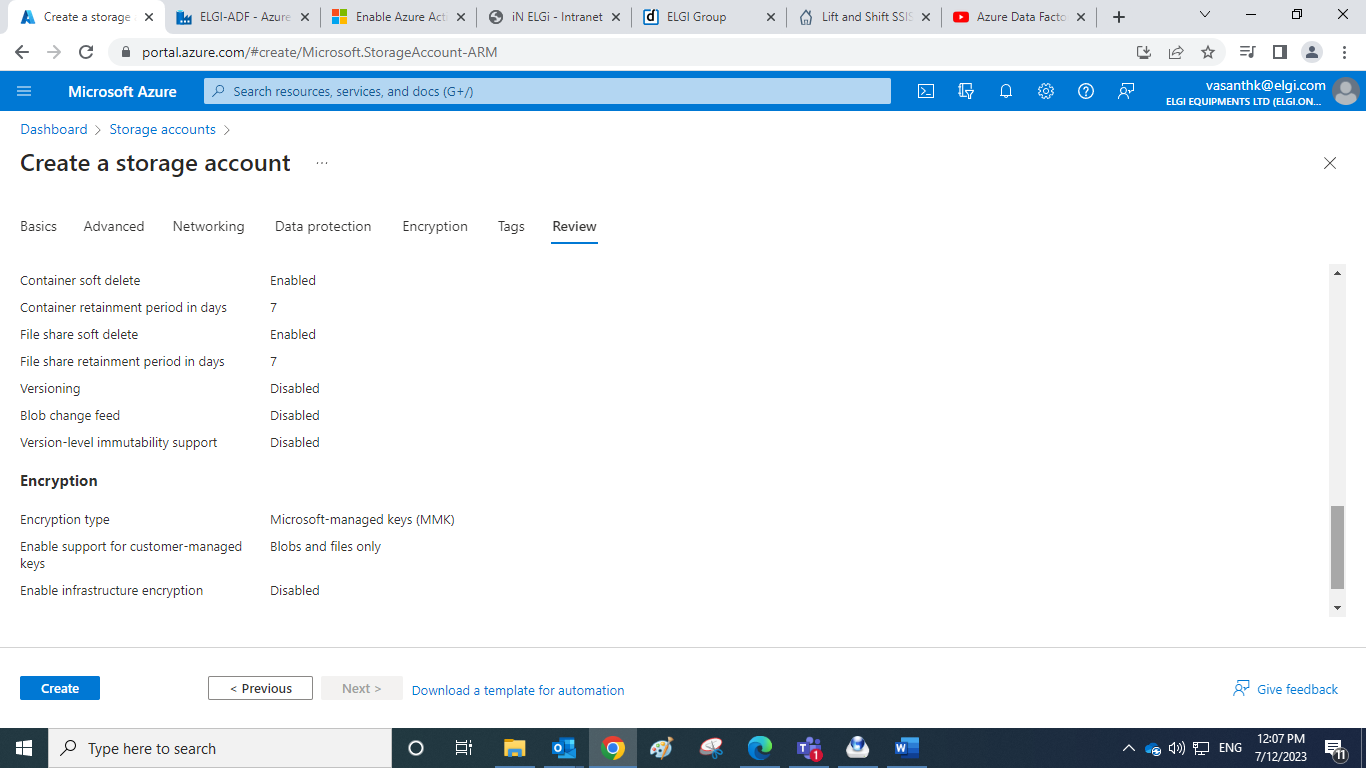 Create a storage
ELGI-ADF - Azure
Enable Azure Act
iN ELGi - Intranet
ELGI Group
Lift and Shift SSIS
Azure Data Facto
portal.azure.com/#create/Microsoft.StorageAccount-ARM
Microsoft Azure
Search resources, services, and docs (G+/)
vasanthk@elgi.com
ELGI EQUIPMENTS LTD (ELGI.ON...
Dashboard > Storage accounts >
Create a storage account ...
Basics Advanced Networking Data protection Encryption Tags Review
Container soft delete Enabled
Container retainment period in days 7
File share soft delete Enabled
File share retainment period in days 7
Versioning Disabled
Blob change feed Disabled
Version-level immutability support Disabled
Encryption
Encryption type Microsoft-managed keys (MMK)
Enable support for customer-managed Blobs and files only
keys
Enable infrastructure encryption Disabled
Create < Previous Next > Download a template for automation Give feedback
Type here to search
1
ENG
12:07 PM
7/12/2023
11